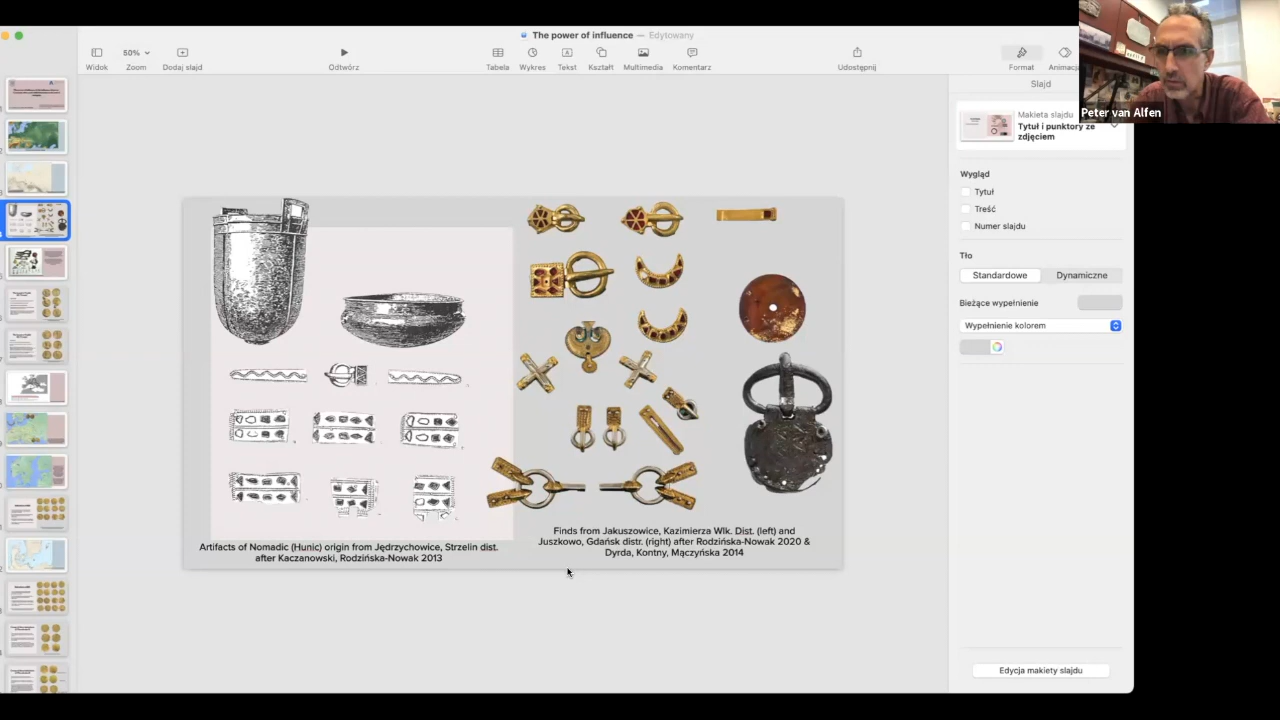 The power of influence — Edytowany
50%
Widok
Zoom
Dodaj slajd
Odtwórz
Tabela
Wykres
Tekst
Kształt
Multimedia
Komentarz
Udostępnij
Format
Peter van Alfen
Slajd
Makieta slajdu
Tytuł i punktory ze
zdjęciem
Wygląd
Tytuł
Treść
Numer slajdu
Tło
Standardowe
Dynamiczne
Bieżące wypełnienie
Wypełnienie kolorem
Edycja makiety slajdu
Artifacts of Nomadic (Hunic) origin from Jędrzychowice, Strzelin dist.
after Kaczanowski, Rodzińska-Nowak 2013
Finds from Jakuszowice, Kazimierza Wlk. Dist. (left) and
Juszkowo, Gdańsk distr. (right) after Rodzińska-Nowak 2020 &
Dyrda, Kontny, Mączyńska 2014